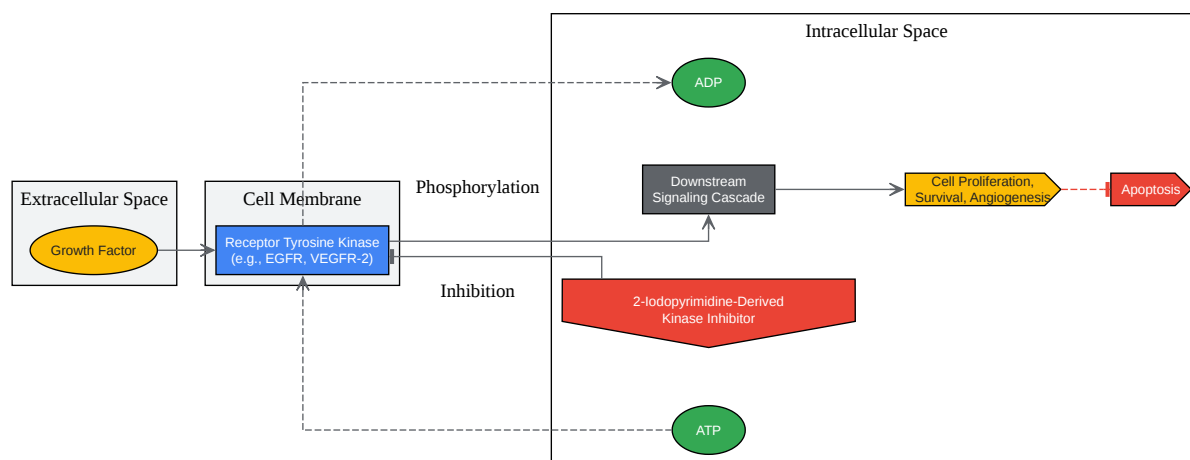 Intracellular Space
ADP
Extracellular Space
Growth Factor
Cell Membrane
Receptor Tyrosine Kinase
(e.g., EGFR, VEGFR-2)
Phosphorylation
Inhibition
Downstream
Signaling Cascade
Cell Proliferation,
Survival, Angiogenesis
Apoptosis
2-Iodopyrimidine-Derived
Kinase Inhibitor
ATP